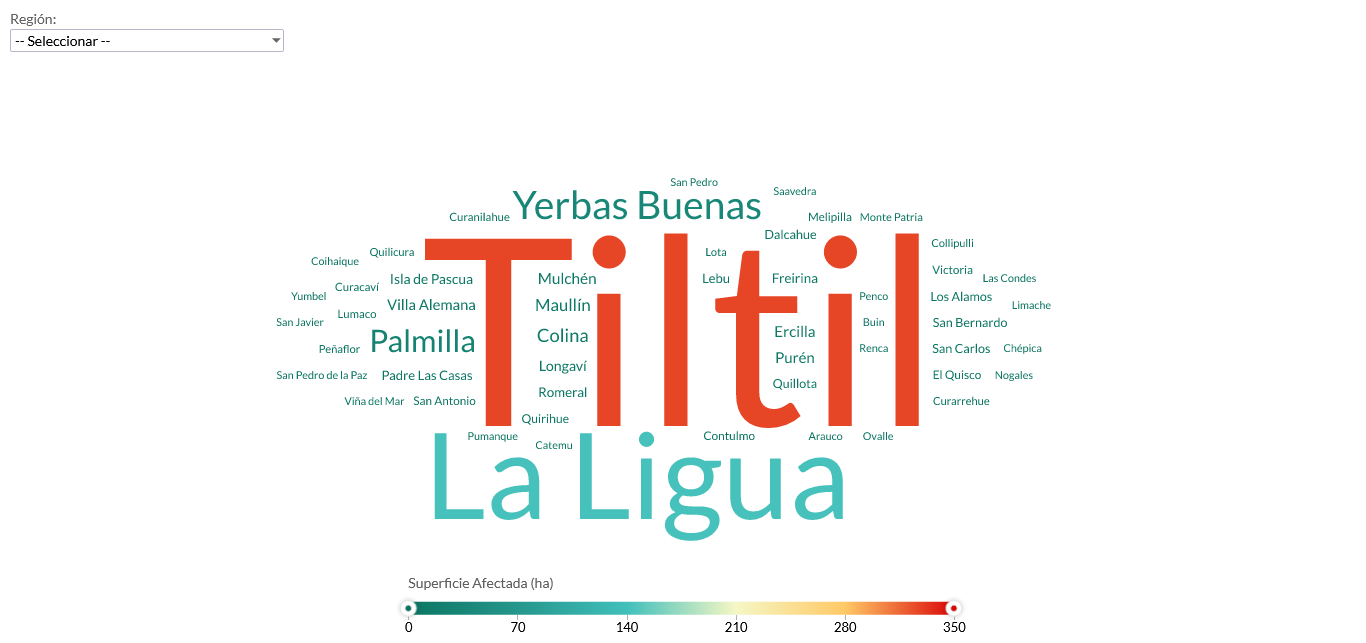 Región:
-- Seleccionar --
San Pedro
Yerbas Buenas
Saavedra
Curanilahue
Melipilla
Monte Patria
Dalcahue
Tiltil
Collipulli
Quilicura
Lota
Coihaique
Victoria
Isla de Pascua
Mulchén
Lebu
Freirina
Las Condes
Curacaví
Yumbel
Penco
Los Alamos
Villa Alemana
Maullín
Limache
Lumaco
San Javier
Buin
San Bernardo
Palmilla
Colina
Ercilla
Peñaflor
Renca
San Carlos
Chépica
Purén
Longaví
San Pedro de la Paz
Padre Las Casas
El Quisco
Nogales
Quillota
Romeral
Viña del Mar
San Antonio
Curarrehue
Quirihue
Pumanque
Contulmo
Arauco
Ovalle
Catemu
La Ligua
Superficie Afectada (ha)
0 70 140 210 280 350